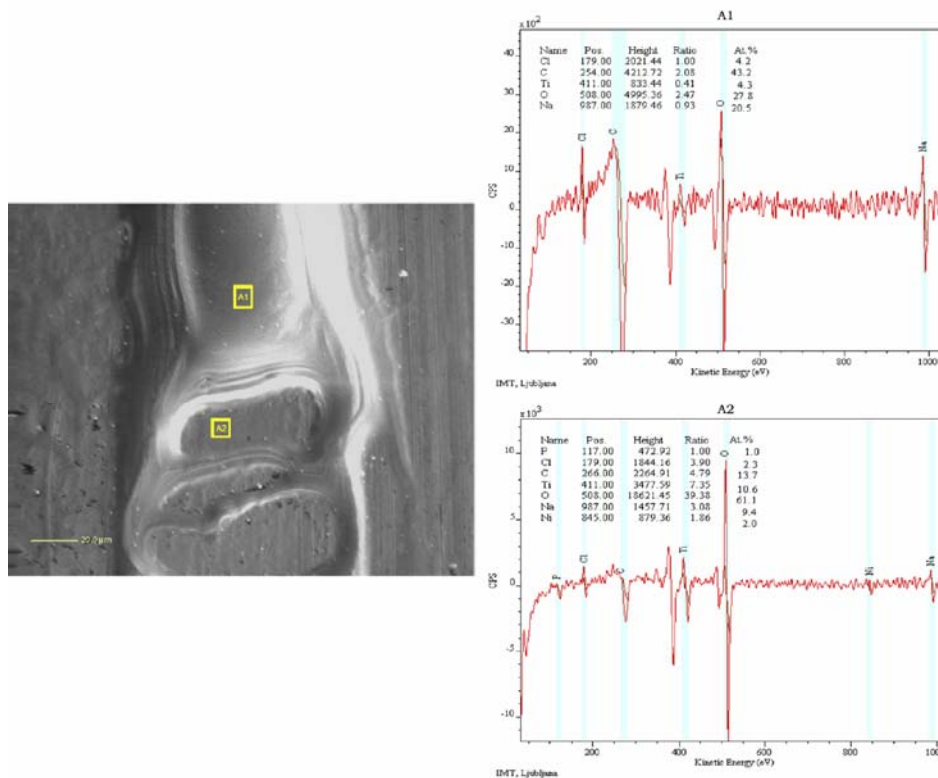 A1
A2
20.0µm
A1
x10²
Name Pos. Height Ratio At.%
Cl 179.00 2021.44 1.00 4.2
C 254.00 4212.72 2.08 43.2
Ti 411.00 833.44 0.41 4.3
O 508.00 4995.36 2.47 27.8
Na 987.00 1879.46 0.93 20.5
40
20
0
-10
-30
CPS
Cl
C
Ti
O
Na
200 400 600 800 1000
Kinetic Energy (eV)
IMT, Ljubljana
A2
x10³
Name Pos. Height Ratio At.%
P 117.00 472.92 1.00 1.0
Cl 179.00 1844.16 3.90 2.3
C 266.00 2264.91 4.79 13.7
Ti 411.00 3477.59 7.35 10.6
O 508.00 18621.45 39.38 61.1
Na 987.00 1457.71 3.08 9.4
Ni 845.00 879.36 1.86 2.0
10
5
0
-5
-10
CPS
P
Cl
C
Ti
O
Ni
Na
200 400 600 800
Kinetic Energy (eV)
IMT, Ljubljana